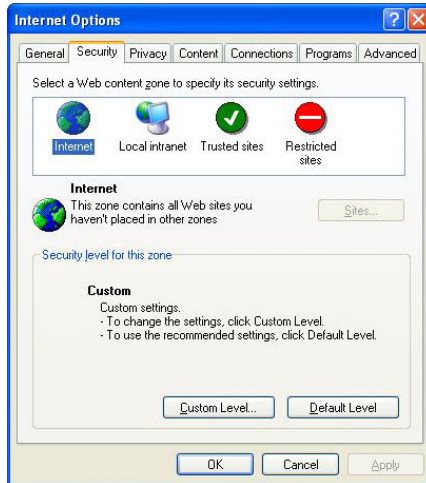 Internet Options
General Security Privacy Content Connections Programs Advanced
Select a Web content zone to specify its security settings.
Internet Local intranet Trusted sites Restricted sites
Internet
This zone contains all Web sites you
haven't placed in other zones
Sites...
Security level for this zone
Custom
Custom settings.
- To change the settings, click Custom Level.
- To use the recommended settings, click Default Level.
Custom Level... Default Level
OK Cancel Apply